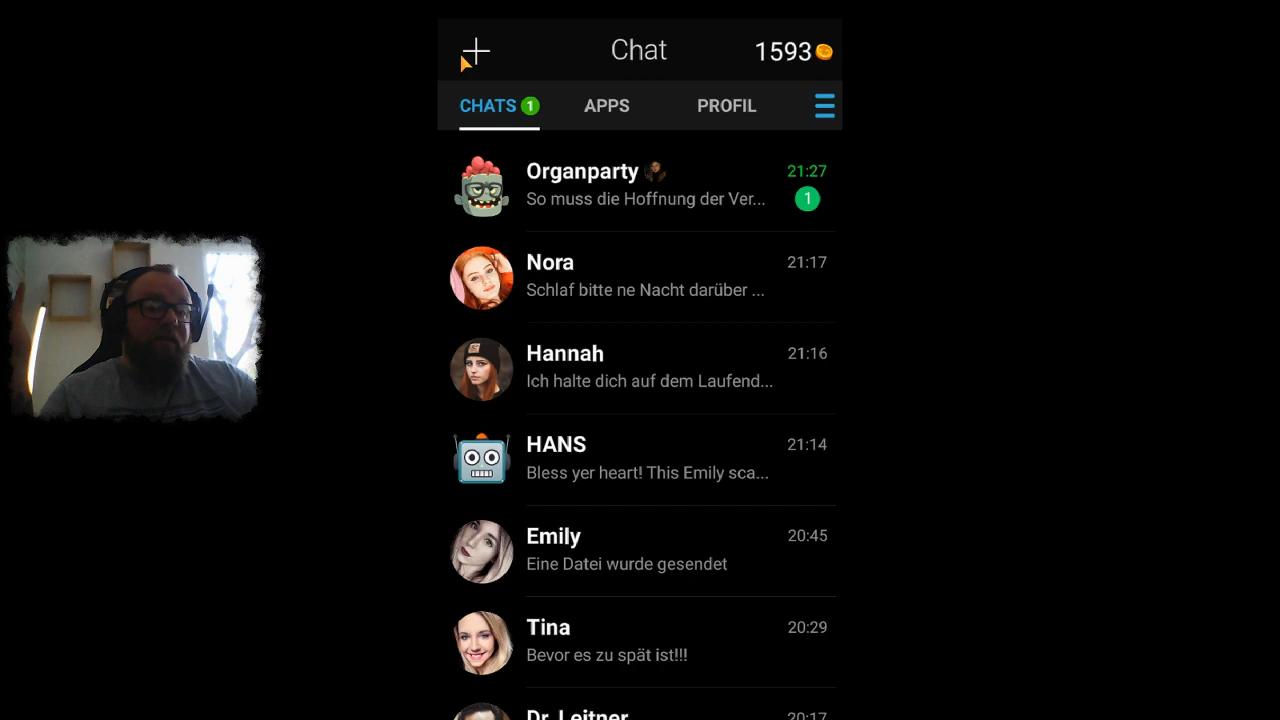 Chat
1593
CHATS 1
APPS
PROFIL
Organparty
21:27
So muss die Hoffnung der Ver...
1
Nora
21:17
Schlaf bitte ne Nacht darüber ...
Hannah
21:16
Ich halte dich auf dem Laufend...
HANS
21:14
Bless yer heart! This Emily sca...
Emily
20:45
Eine Datei wurde gesendet
Tina
20:29
Bevor es zu spät ist!!!
Dr. Leitner
20:17